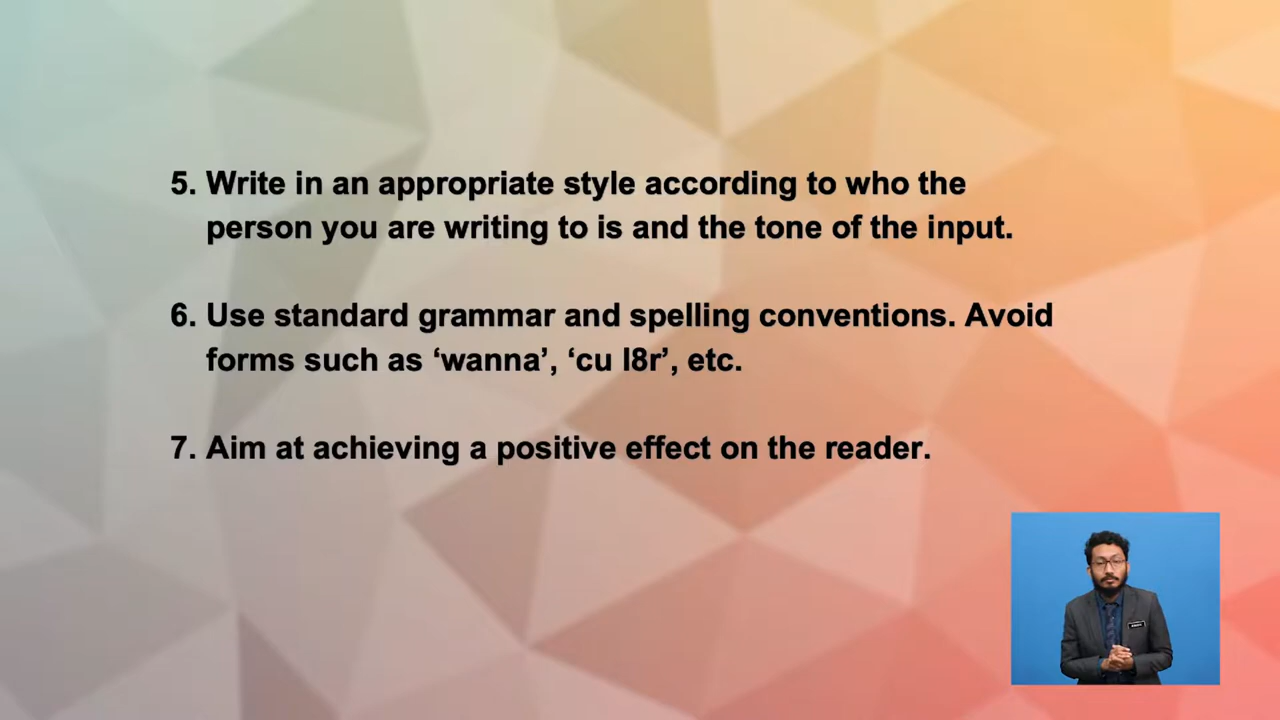 5. Write in an appropriate style according to who the
person you are writing to is and the tone of the input.
6. Use standard grammar and spelling conventions. Avoid
forms such as ‘wanna’, ‘cu l8r’, etc.
7. Aim at achieving a positive effect on the reader.